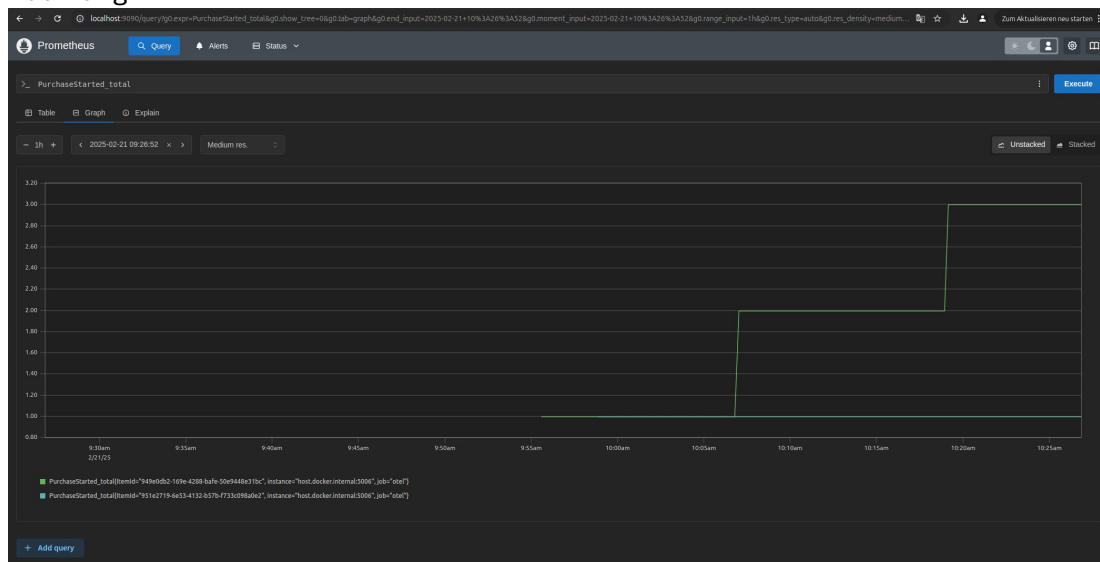 localhost:9090/query?g0.expr=PurchaseStarted_total&g0.show_tree=0&g0.tab=graph&g0.end_input=2025-02-21+10%3A26%3A52&g0.moment_input=2025-02-21+10%3A26%3A52&g0.range_input=1h&g0.res_type=auto&g0.res_density=medium... Zum Aktualisieren neu starten
Prometheus Query Alerts Status
>_ PurchaseStarted_total Execute
Table Graph Explain
− 1h + < 2025-02-21 09:26:52 × > Medium res. Unstacked Stacked
3.20
3.00
2.80
2.60
2.40
2.20
2.00
1.80
1.60
1.40
1.20
1.00
0.80
9:30am 9:35am 9:40am 9:45am 9:50am 9:55am 10:00am 10:05am 10:10am 10:15am 10:20am 10:25am
2/21/25
PurchaseStarted_total{ItemId="949e0db2-169e-4288-bafe-50e9448e31bc", instance="host.docker.internal:5006", job="otel"}
PurchaseStarted_total{ItemId="951e2719-6e53-4132-b57b-f733c098a0e2", instance="host.docker.internal:5006", job="otel"}
+ Add query